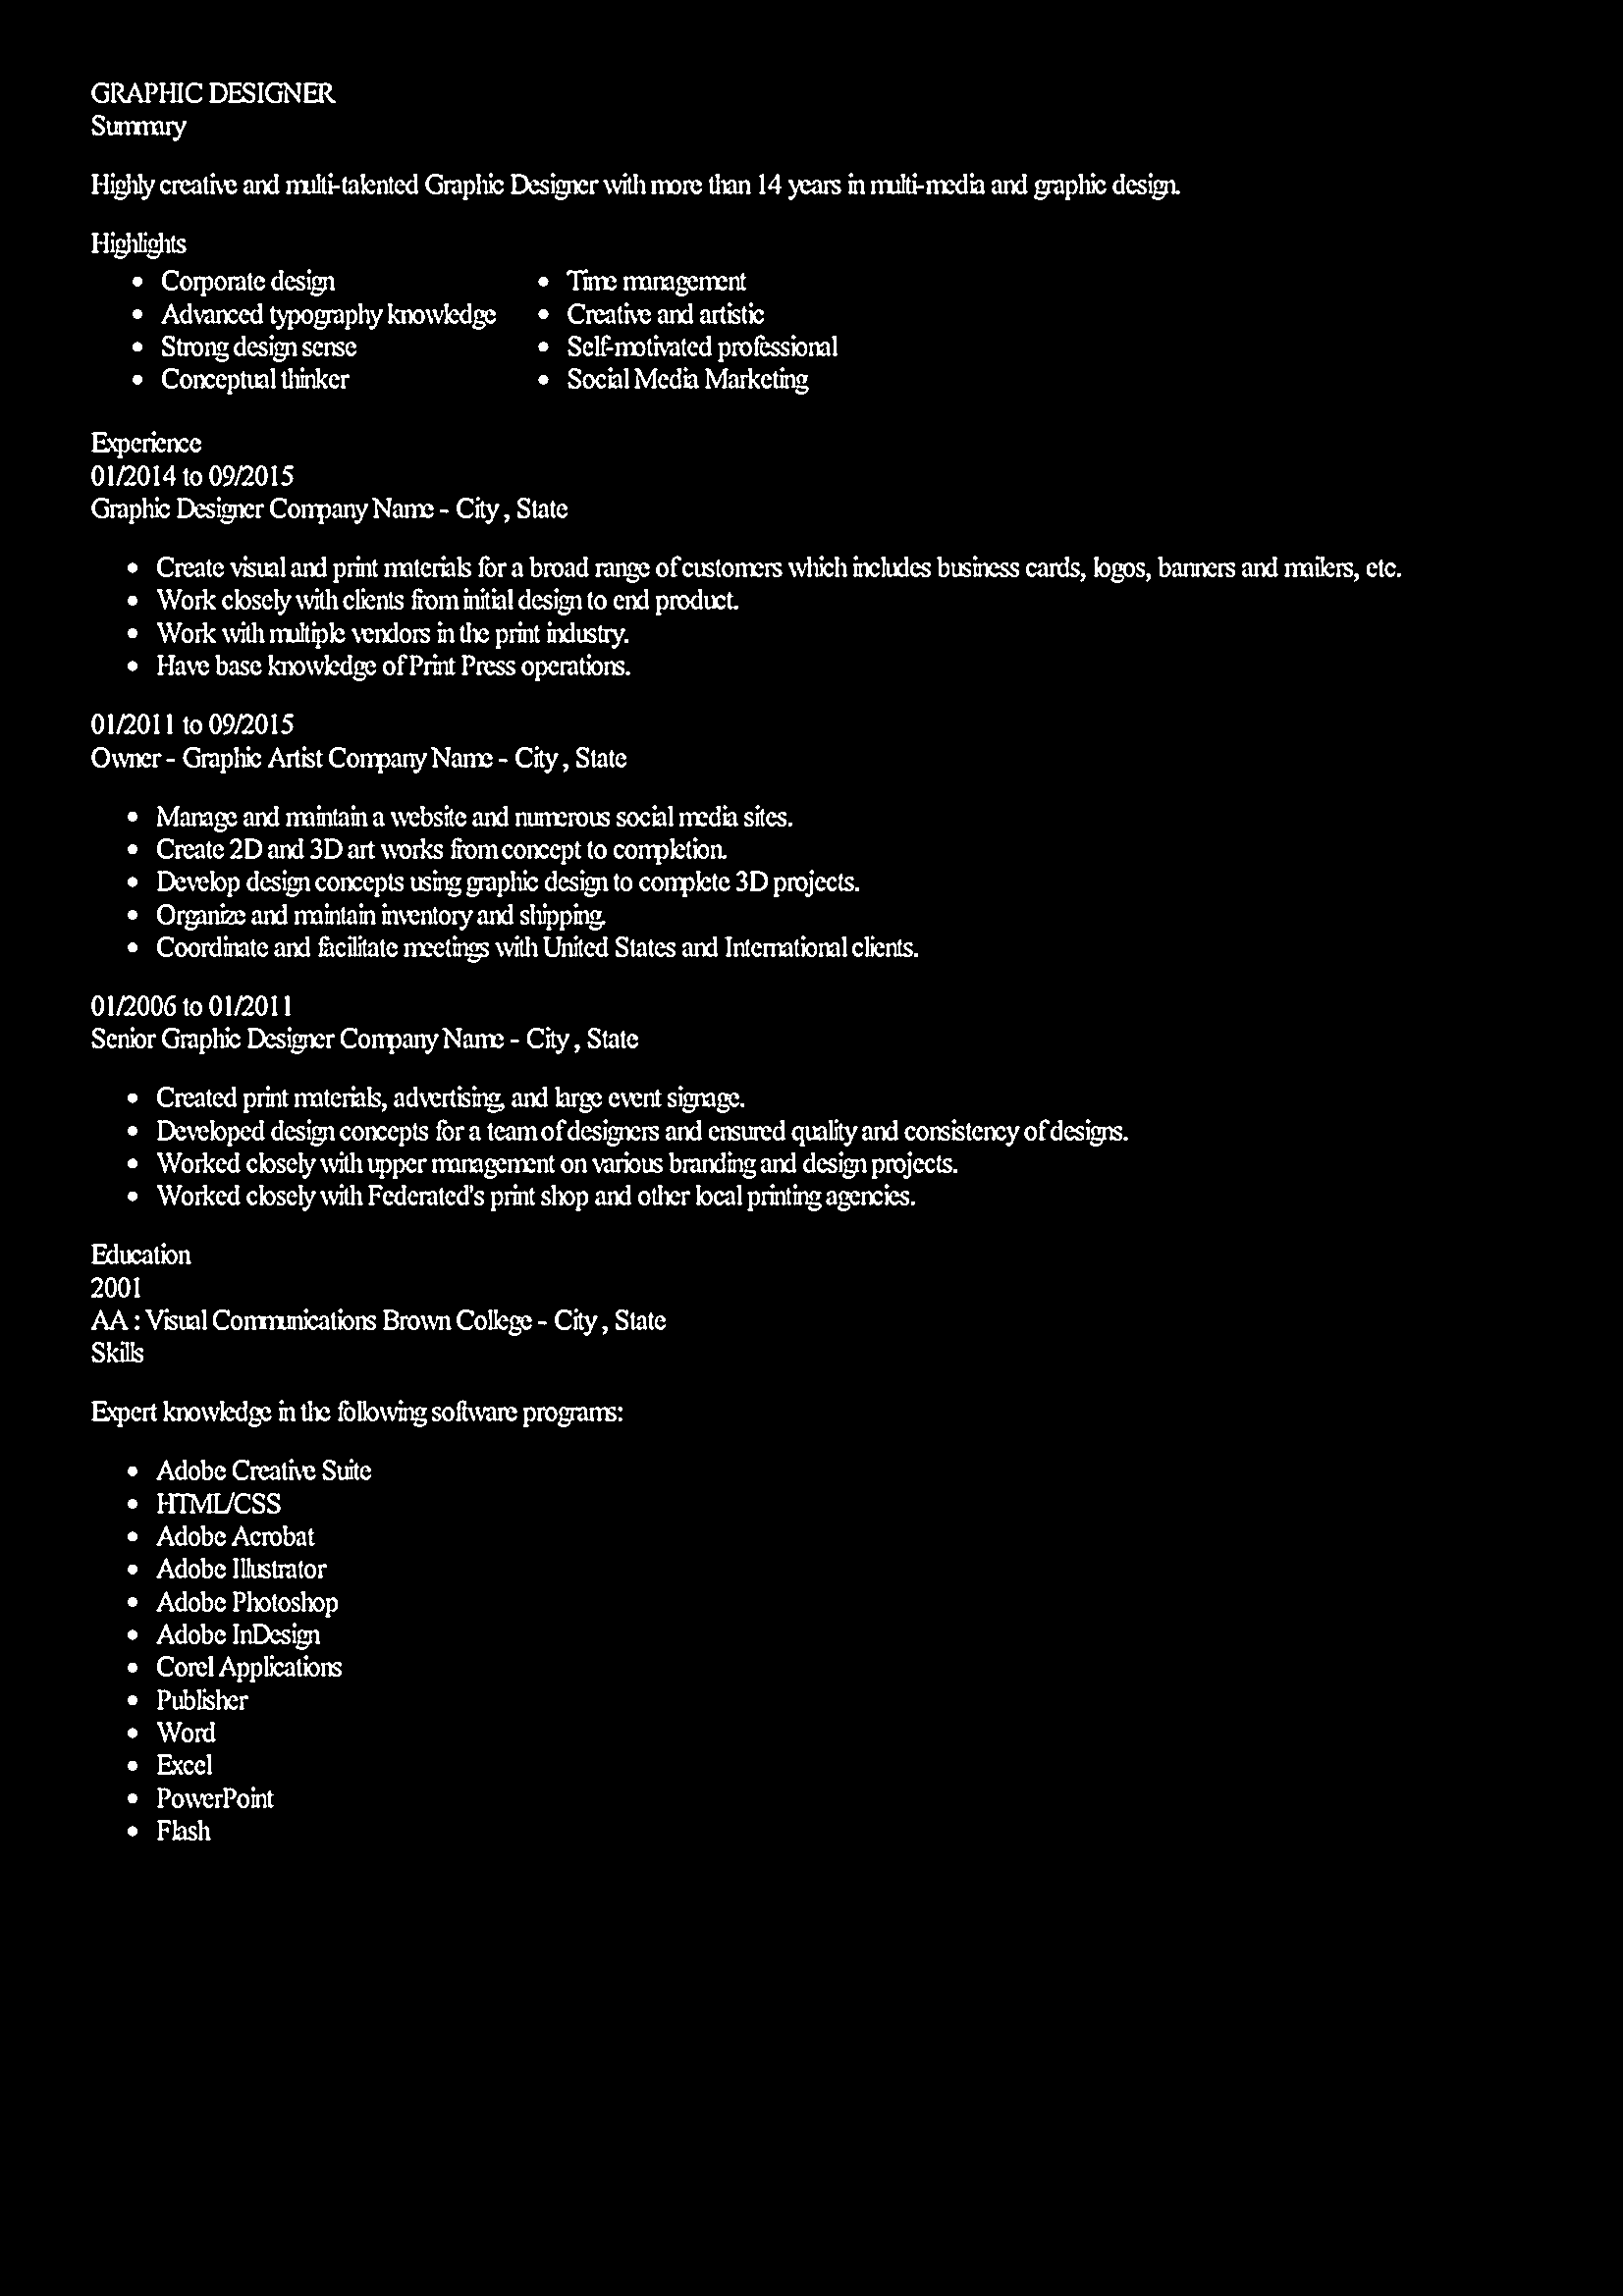 GRAPHIC DESIGNER
Summary
Highly creative and multi-talented Graphic Designer with more than 14 years in multi-media and graphic design.
Highlights
• Corporate design
• Advanced typography knowledge
• Strong design sense
• Conceptual thinker
• Time management
• Creative and artistic
• Self-motivated professional
• Social Media Marketing
Experience
01/2014 to 09/2015
Graphic Designer Company Name - City , State
• Create visual and print materials for a broad range of customers which includes business cards, logos, banners and mailers, etc.
• Work closely with clients from initial design to end product.
• Work with multiple vendors in the print industry.
• Have base knowledge of Print Press operations.
01/2011 to 09/2015
Owner - Graphic Artist Company Name - City , State
• Manage and maintain a website and numerous social media sites.
• Create 2D and 3D art works from concept to completion.
• Develop design concepts using graphic design to complete 3D projects.
• Organize and maintain inventory and shipping.
• Coordinate and facilitate meetings with United States and International clients.
01/2006 to 01/2011
Senior Graphic Designer Company Name - City , State
• Created print materials, advertising, and large event signage.
• Developed design concepts for a team of designers and ensured quality and consistency of designs.
• Worked closely with upper management on various branding and design projects.
• Worked closely with Federated's print shop and other local printing agencies.
Education
2001
AA : Visual Communications Brown College - City , State
Skills
Expert knowledge in the following software programs:
• Adobe Creative Suite
• HTML/CSS
• Adobe Acrobat
• Adobe Illustrator
• Adobe Photoshop
• Adobe InDesign
• Corel Applications
• Publisher
• Word
• Excel
• PowerPoint
• Flash